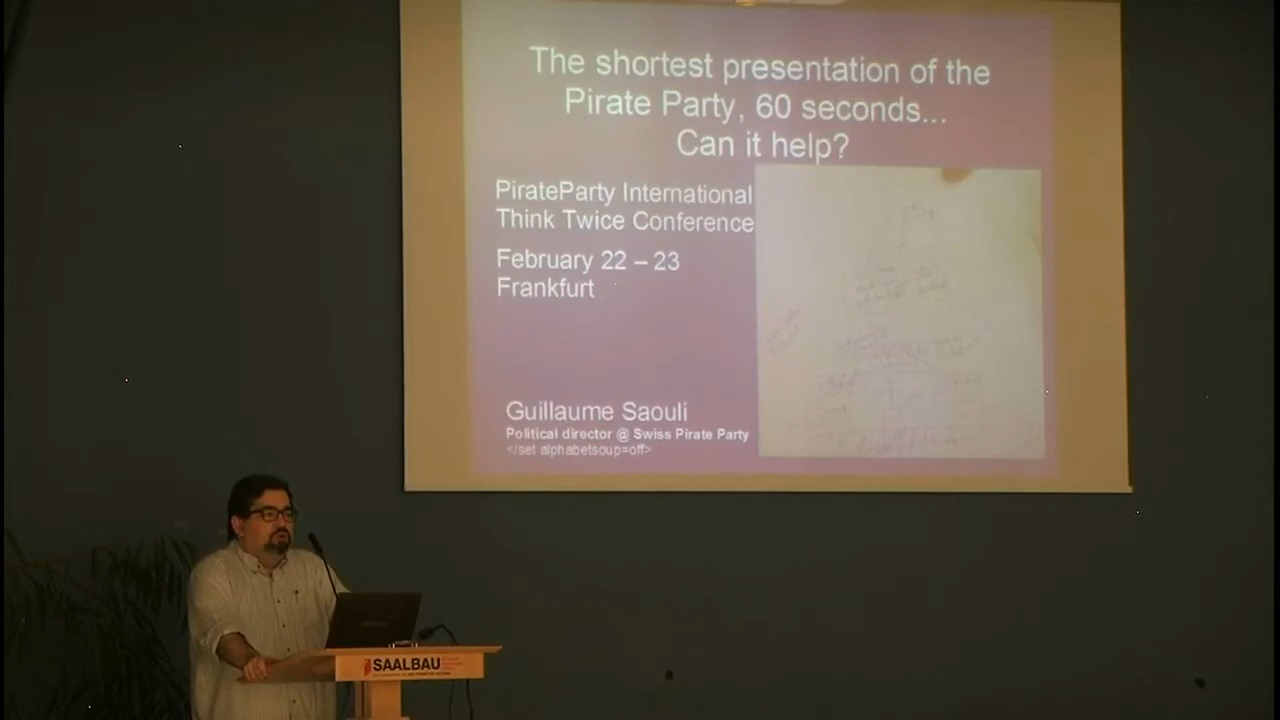 The shortest presentation of the
Pirate Party, 60 seconds...
Can it help?
PirateParty International
Think Twice Conference
February 22 – 23
Frankfurt
Guillaume Saouli
Political director @ Swiss Pirate Party
</set alphabetsoup=off>
SAALBAU